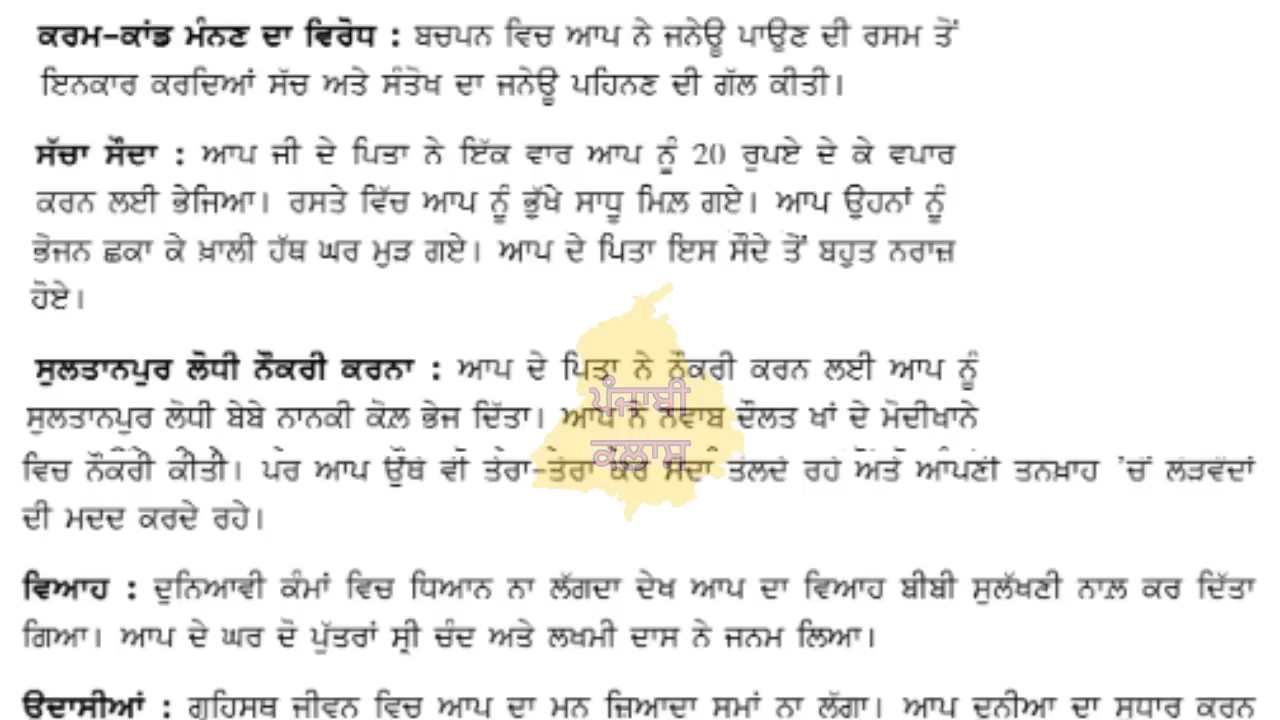 ਕਰਮ-ਕਾਂਡ ਮੰਨਣ ਦਾ ਵਿਰੋਧ : ਬਚਪਨ ਵਿਚ ਆਪ ਨੇ ਜਨੇਊ ਪਾਉਣ ਦੀ ਰਸਮ ਤੋਂ
ਇਨਕਾਰ ਕਰਦਿਆਂ ਸੱਚ ਅਤੇ ਸੰਤੋਖ ਦਾ ਜਨੇਊ ਪਹਿਨਣ ਦੀ ਗੱਲ ਕੀਤੀ।
ਸੱਚਾ ਸੌਦਾ : ਆਪ ਜੀ ਦੇ ਪਿਤਾ ਨੇ ਇੱਕ ਵਾਰ ਆਪ ਨੂੰ 20 ਰੁਪਏ ਦੇ ਕੇ ਵਪਾਰ
ਕਰਨ ਲਈ ਭੇਜਿਆ। ਰਸਤੇ ਵਿੱਚ ਆਪ ਨੂੰ ਭੁੱਖੇ ਸਾਧੂ ਮਿਲ਼ ਗਏ। ਆਪ ਉਹਨਾਂ ਨੂੰ
ਭੋਜਨ ਛਕਾ ਕੇ ਖ਼ਾਲੀ ਹੱਥ ਘਰ ਮੁੜ ਗਏ। ਆਪ ਦੇ ਪਿਤਾ ਇਸ ਸੌਦੇ ਤੋਂ ਬਹੁਤ ਨਰਾਜ਼
ਹੋਏ।
ਸੁਲਤਾਨਪੁਰ ਲੋਧੀ ਨੌਕਰੀ ਕਰਨਾ : ਆਪ ਦੇ ਪਿਤਾ ਨੇ ਨੌਕਰੀ ਕਰਨ ਲਈ ਆਪ ਨੂੰ
ਸੁਲਤਾਨਪੁਰ ਲੋਧੀ ਬੇਬੇ ਨਾਨਕੀ ਕੋਲ਼ ਭੇਜ ਦਿੱਤਾ। ਆਪ ਨੇ ਨਵਾਬ ਦੌਲਤ ਖਾਂ ਦੇ ਮੋਦੀਖਾਨੇ
ਪੰਜਾਬੀ
ਕਲਾਸ
ਵਿਚ ਨੌਕਰੀ ਕੀਤੀ। ਪਰ ਆਪ ਉੱਥੇ ਵੀ ਤੇਰਾ-ਤੇਰਾ ਕਰ ਸੌਦਾ ਤੋਲਦੇ ਰਹੇ ਅਤੇ ਆਪਣੀ ਤਨਖ਼ਾਹ 'ਚੋਂ ਲੋੜਵੰਦਾਂ
ਦੀ ਮਦਦ ਕਰਦੇ ਰਹੇ।
ਵਿਆਹ : ਦੁਨਿਆਵੀ ਕੰਮਾਂ ਵਿਚ ਧਿਆਨ ਨਾ ਲੱਗਦਾ ਦੇਖ ਆਪ ਦਾ ਵਿਆਹ ਬੀਬੀ ਸੁਲੱਖਣੀ ਨਾਲ਼ ਕਰ ਦਿੱਤਾ
ਗਿਆ। ਆਪ ਦੇ ਘਰ ਦੋ ਪੁੱਤਰਾਂ ਸ੍ਰੀ ਚੰਦ ਅਤੇ ਲਖਮੀ ਦਾਸ ਨੇ ਜਨਮ ਲਿਆ।
ਉਦਾਸੀਆਂ : ਗ੍ਰਹਿਸਥ ਜੀਵਨ ਵਿਚ ਆਪ ਦਾ ਮਨ ਜ਼ਿਆਦਾ ਸਮਾਂ ਨਾ ਲੱਗਾ। ਆਪ ਦੁਨੀਆ ਦਾ ਸੁਧਾਰ ਕਰਨ